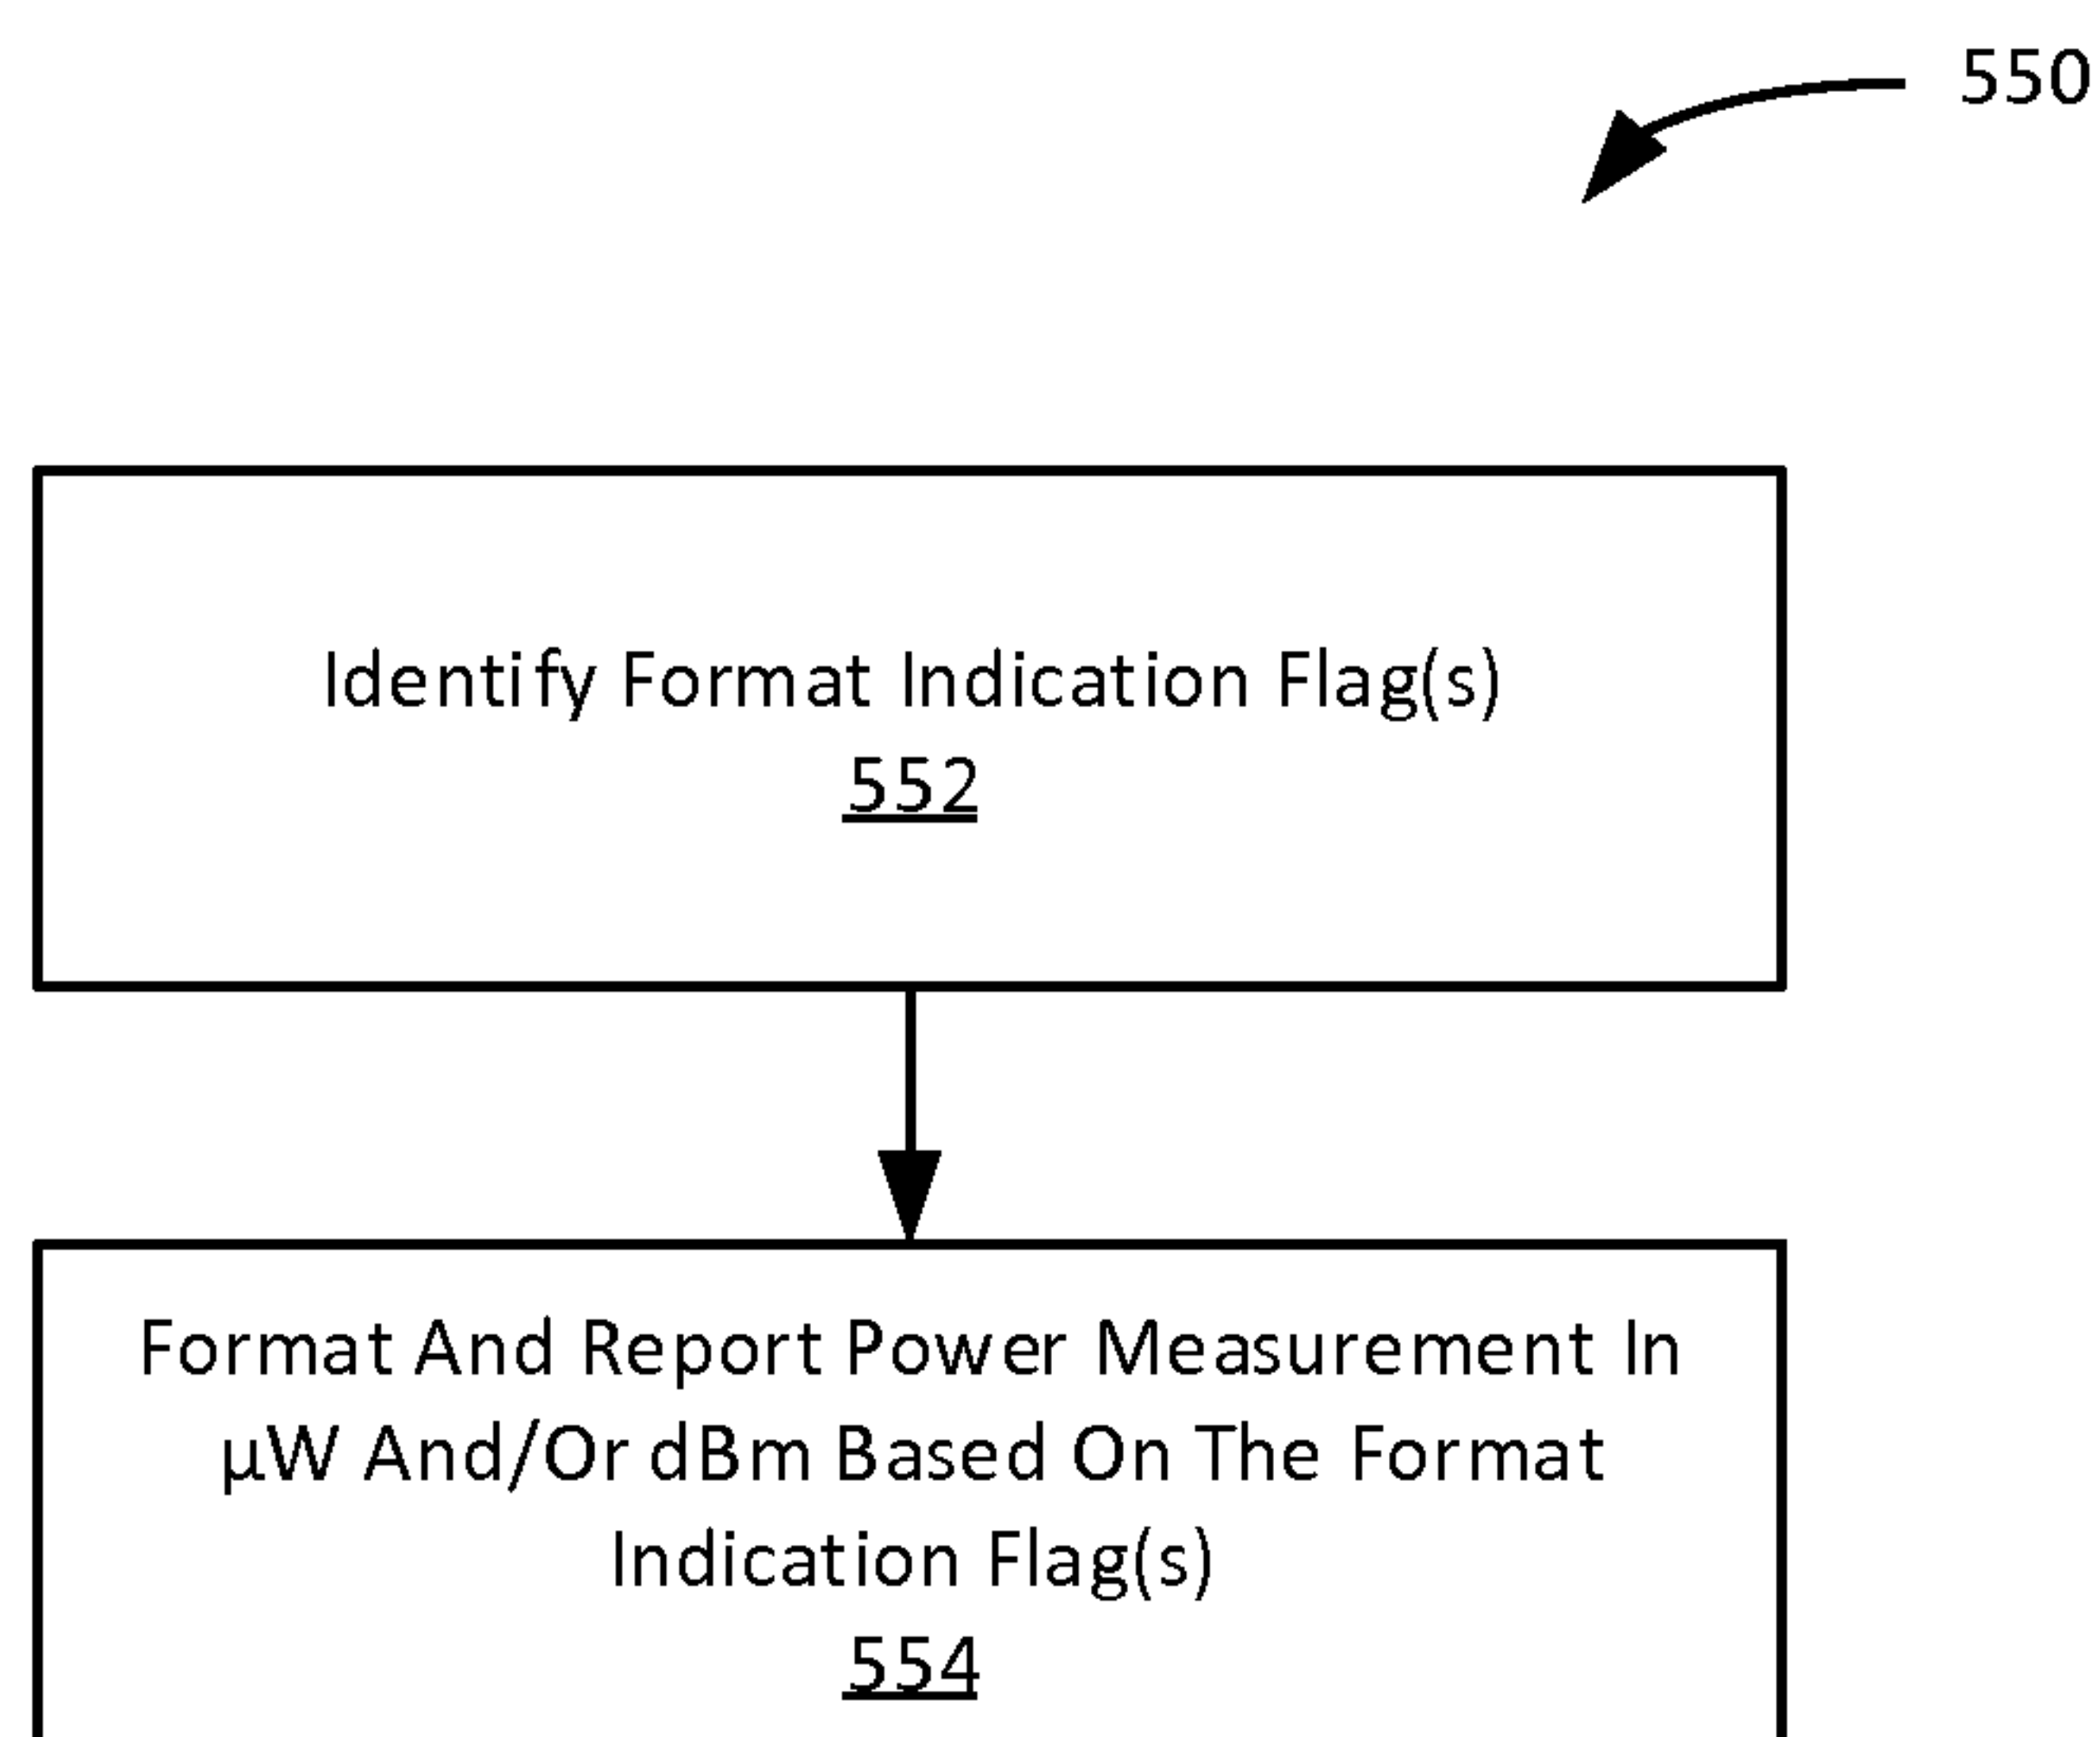 550
Identify Format Indication Flag(s)
552
Format And Report Power Measurement In
µW And/Or dBm Based On The Format
Indication Flag(s)
554